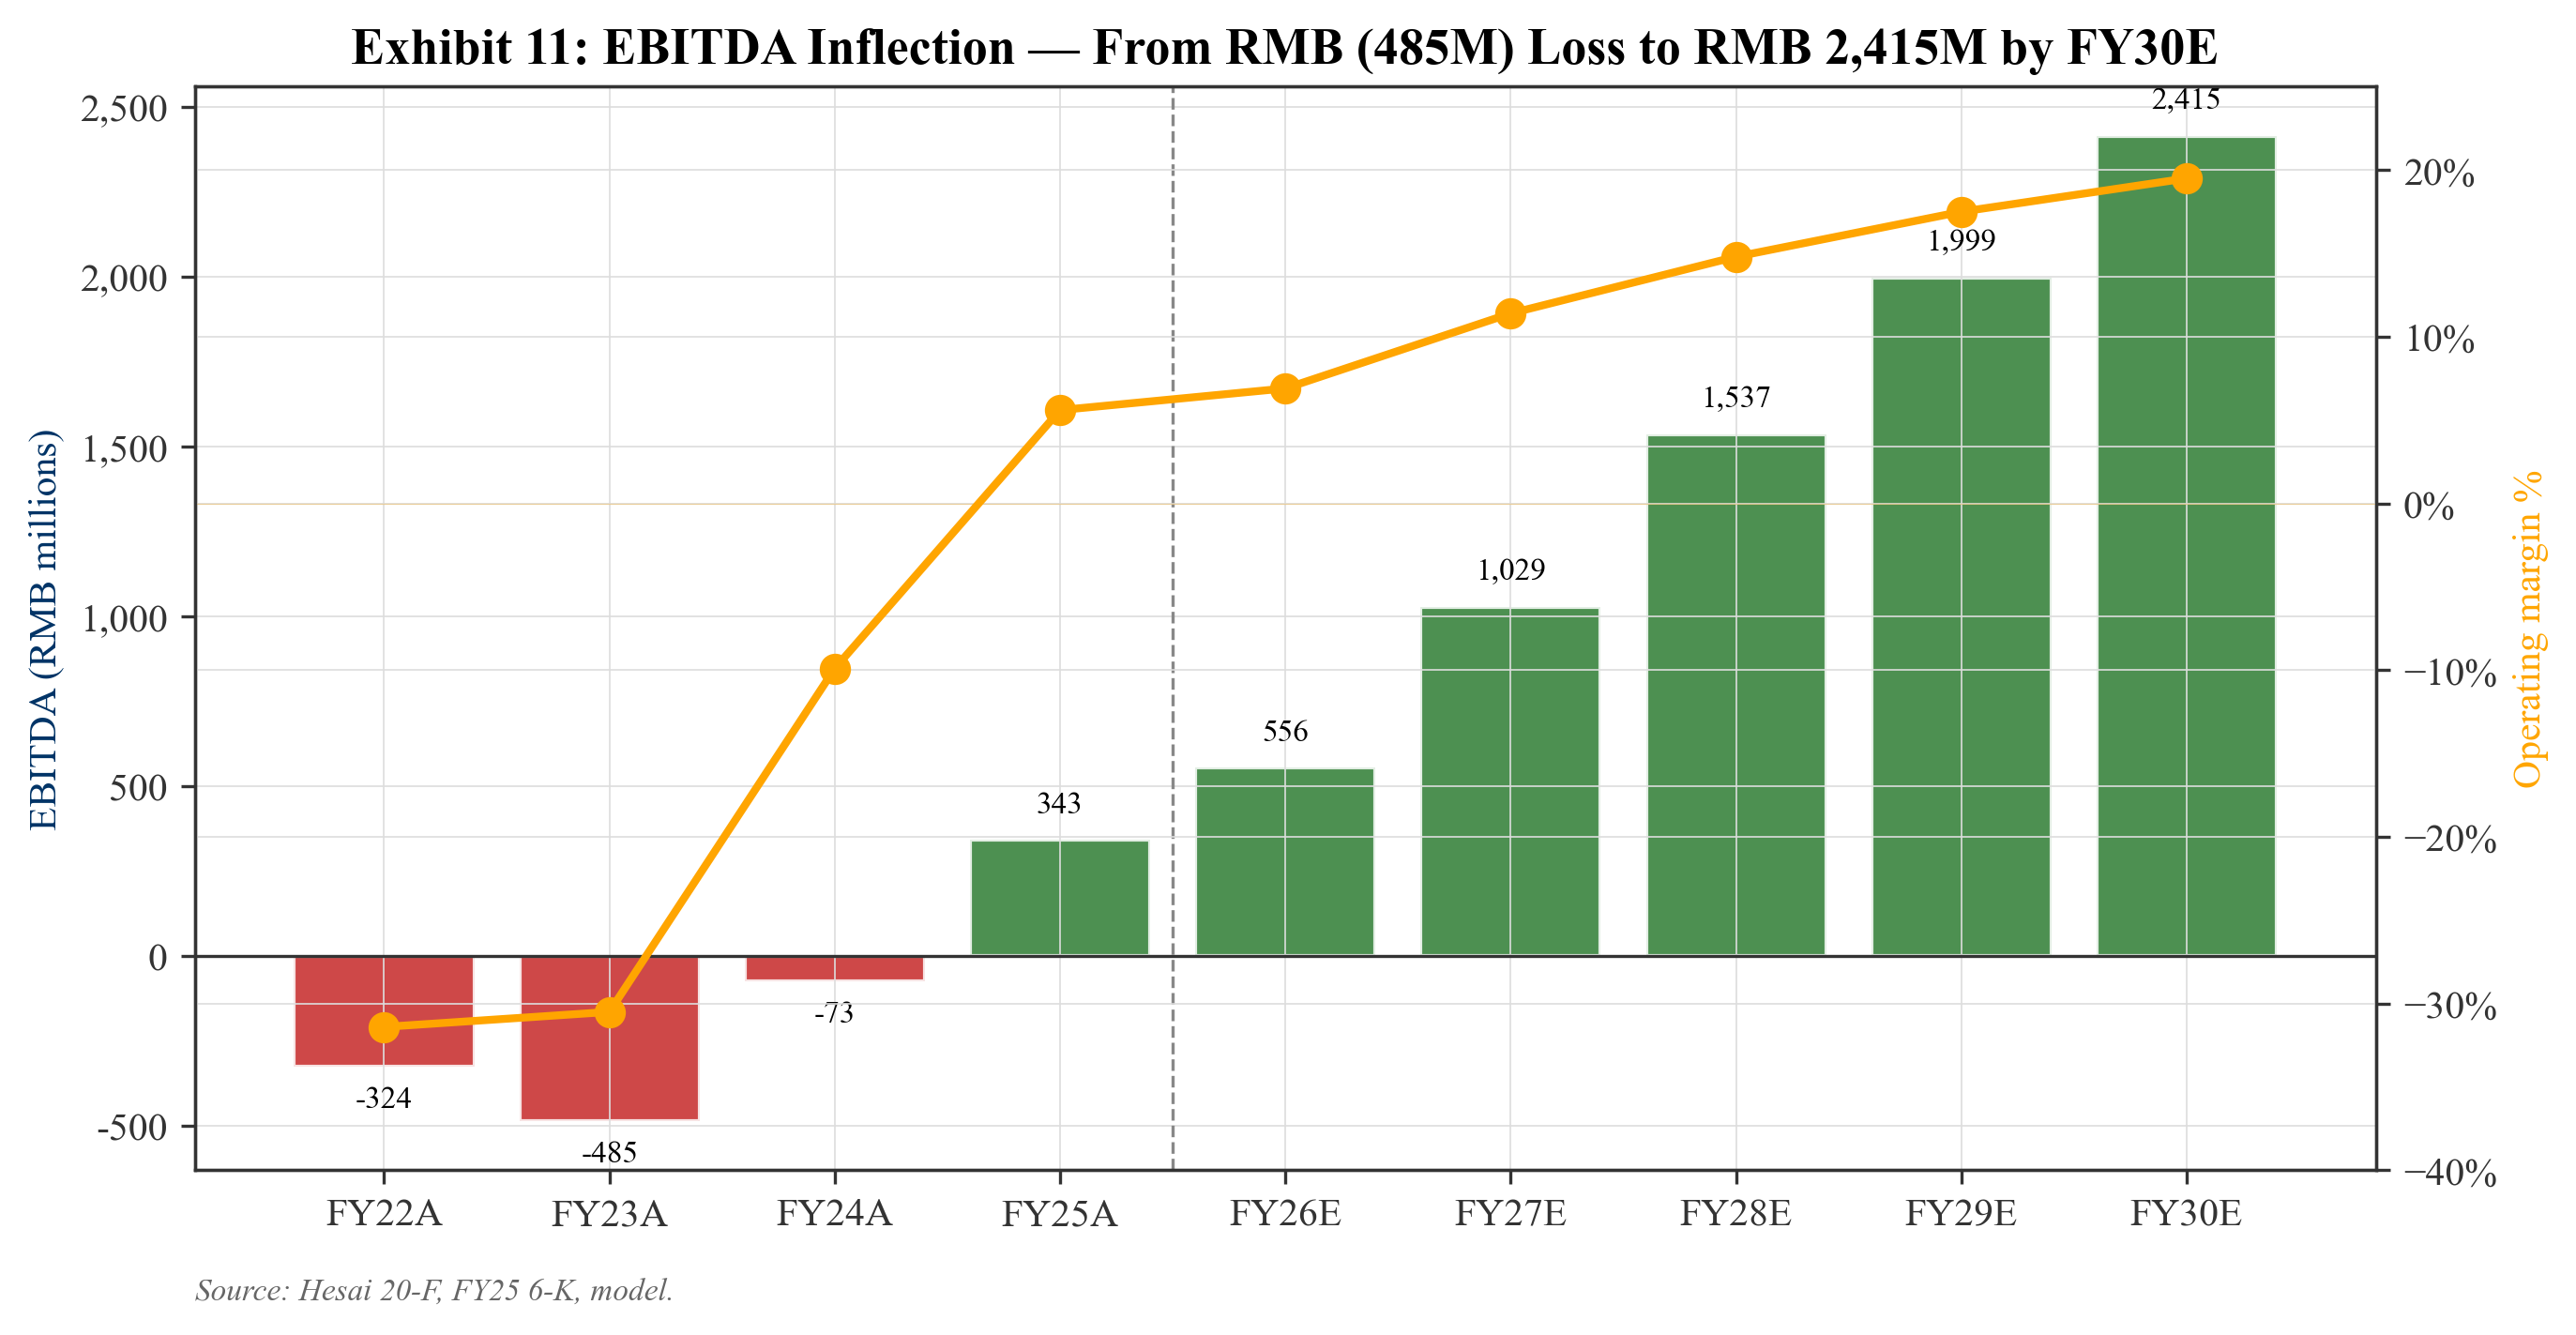 Exhibit 11: EBITDA Inflection — From RMB (485M) Loss to RMB 2,415M by FY30E
EBITDA (RMB millions)
2,500
2,000
1,500
1,000
500
0
-500
-324
-485
-73
343
556
1,029
1,537
1,999
2,415
20%
10%
0%
−10%
−20%
−30%
−40%
Operating margin %
FY22A
FY23A
FY24A
FY25A
FY26E
FY27E
FY28E
FY29E
FY30E
Source: Hesai 20-F, FY25 6-K, model.